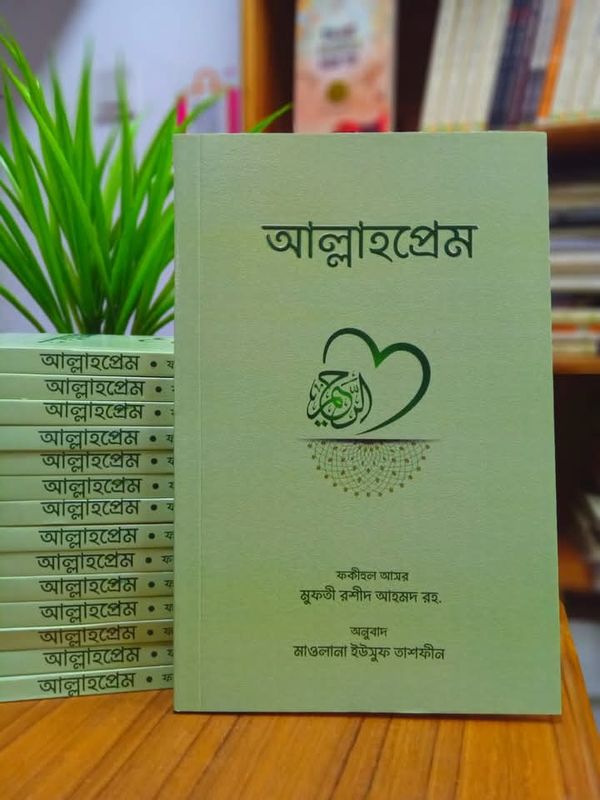 আল্লাহপ্রেম
الرحيم
ফকীহুল আসর
মুফতী রশীদ আহমদ রহ.
অনুবাদ
মাওলানা ইউসুফ তাশফীন
আল্লাহপ্রেম •
আল্লাহপ্রেম •
আল্লাহপ্রেম •
আল্লাহপ্রেম •
আল্লাহপ্রেম •
আল্লাহপ্রেম •
আল্লাহপ্রেম •
আল্লাহপ্রেম •
আল্লাহপ্রেম •
আল্লাহপ্রেম •
আল্লাহপ্রেম •
আল্লাহপ্রেম •
আল্লাহপ্রেম •
আল্লাহপ্রেম •